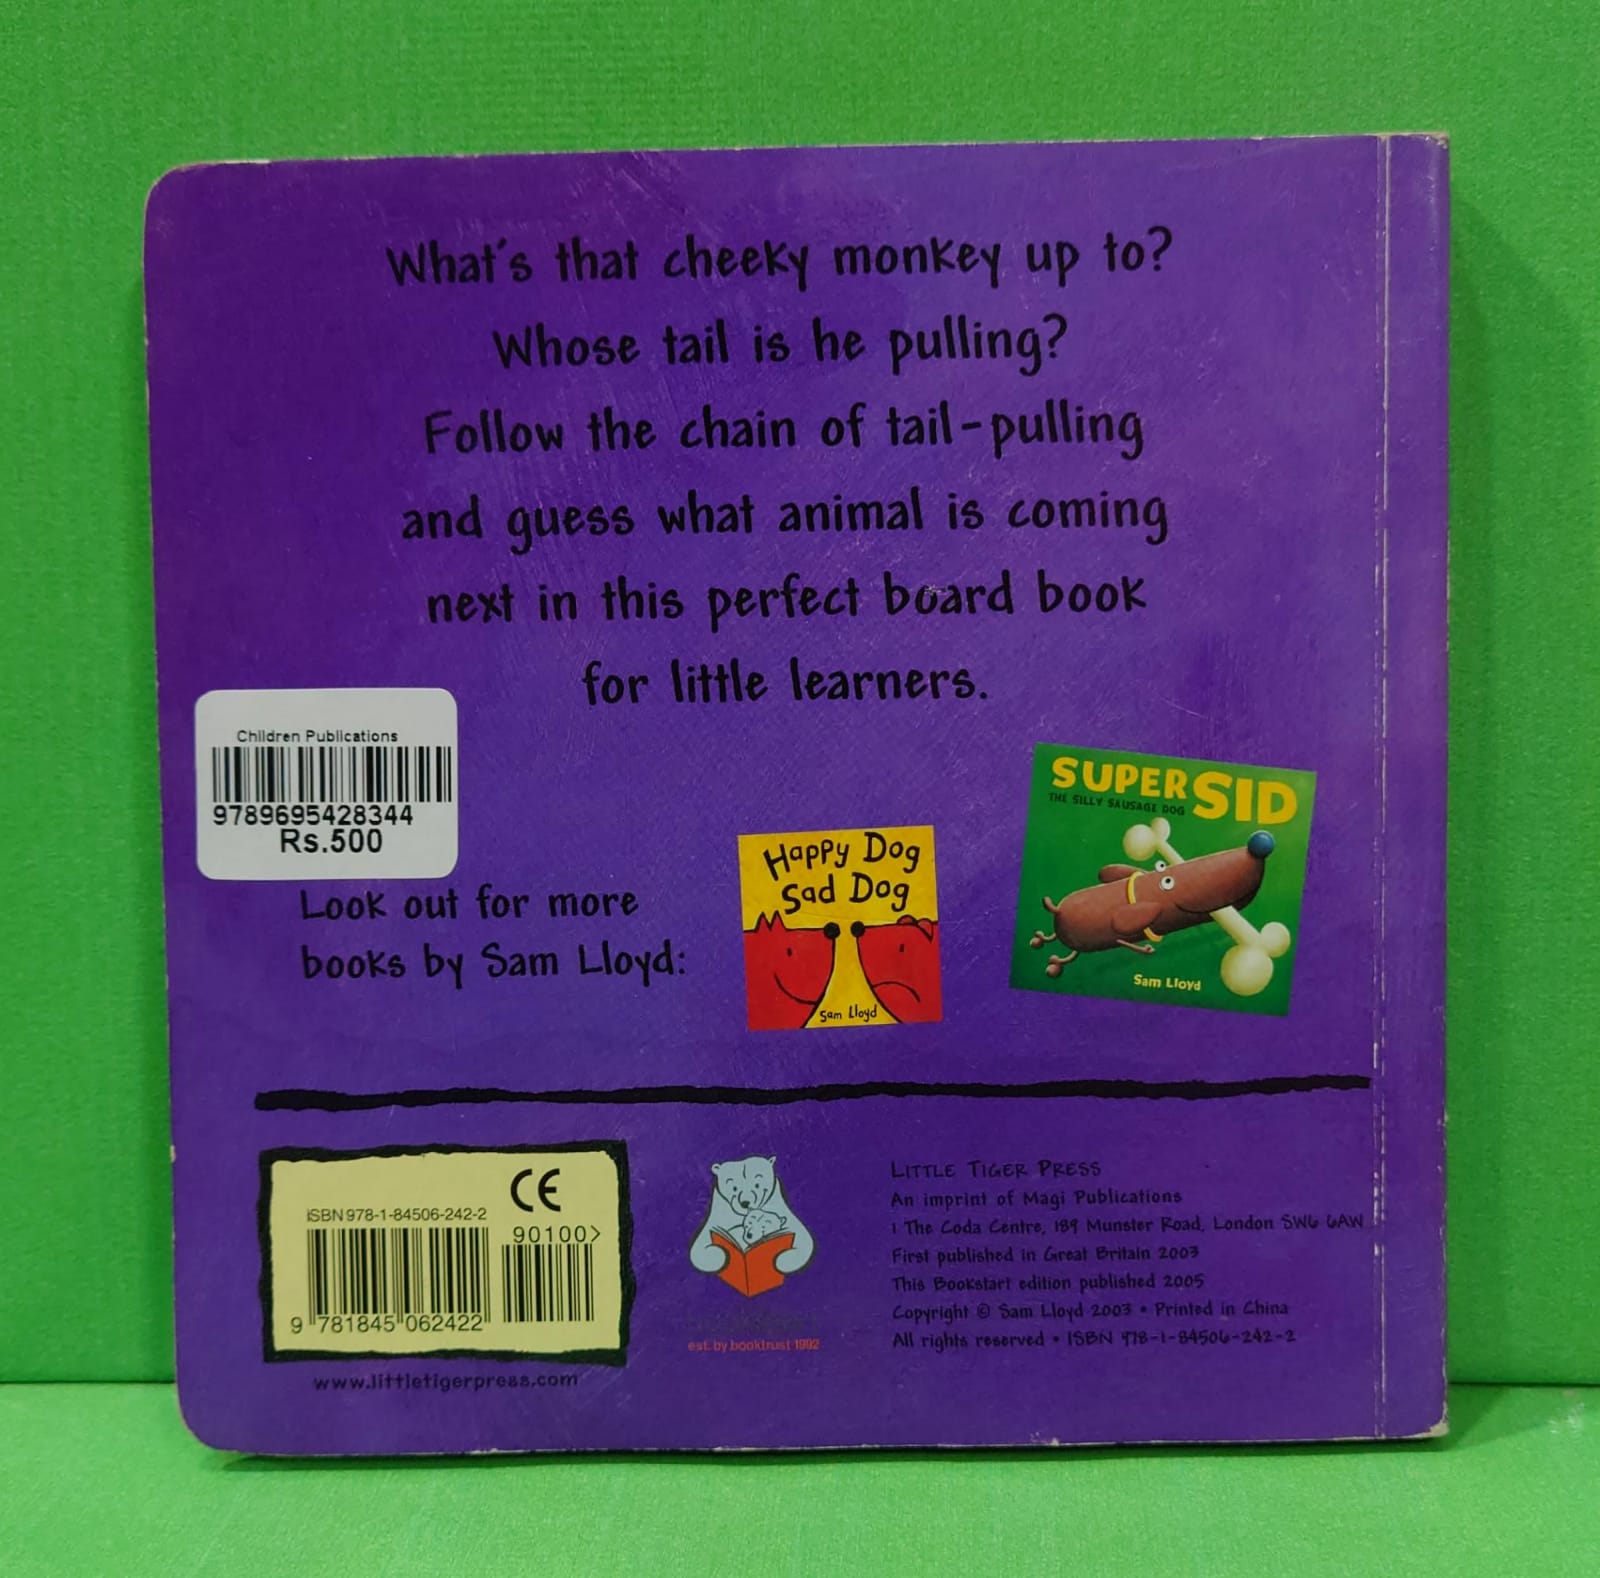 What's that cheeky monkey up to?
Whose tail is he pulling?
Follow the chain of tail-pulling
and guess what animal is coming
next in this perfect board book
for little learners.
Children Publications
9789695428344
Rs.500
Look out for more
books by Sam Lloyd:
Happy Dog
Sad Dog
Sam Lloyd
SUPER SID
THE SILLY SAUSAGE DOG
Sam Lloyd
CE
ISBN 978-1-84506-242-2
90100>
9 781845 062422
www.littletigerpress.com
est. by booktrust 1992
LITTLE TIGER PRESS
An imprint of Magi Publications
1 The Coda Centre, 189 Munster Road, London SW6 6AW
First published in Great Britain 2003
This Bookstart edition published 2005
Copyright © Sam Lloyd 2003 • Printed in China
All rights reserved • ISBN 978-1-84506-242-2